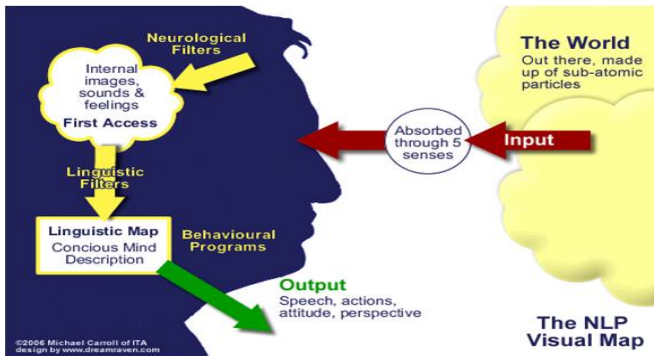 Neurological
Filters
Internal
images,
sounds &
feelings
First Access
Linguistic
Filters
Linguistic Map
Concious Mind
Description
Behavioural
Programs
Output
Speech, actions,
attitude, perspective
Absorbed
through 5
senses
Input
The World
Out there, made
up of sub-atomic
particles
The NLP
Visual Map
©2006 Michael Carroll of ITA
design by www.dreamraven.com